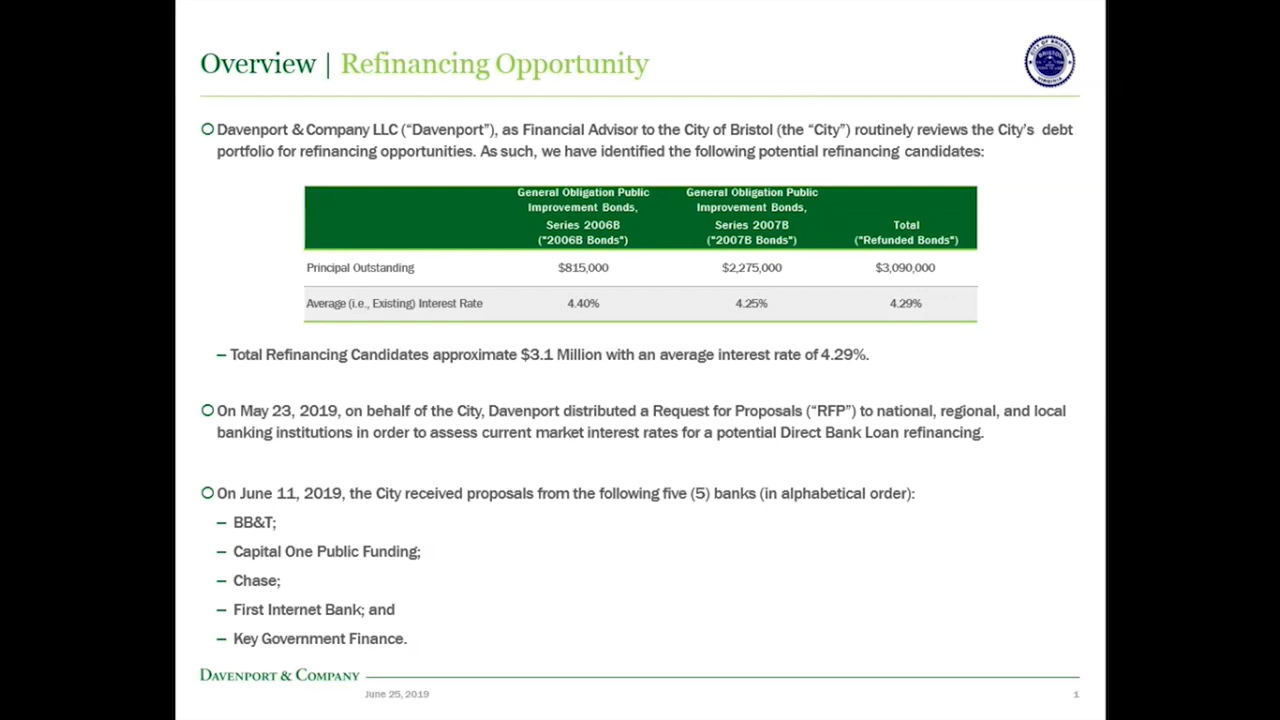 Overview | Refinancing Opportunity
Davenport & Company LLC (“Davenport”), as Financial Advisor to the City of Bristol (the “City”) routinely reviews the City’s debt
portfolio for refinancing opportunities. As such, we have identified the following potential refinancing candidates:
General Obligation Public General Obligation Public
Improvement Bonds, Improvement Bonds,
Series 2006B Series 2007B Total
("2006B Bonds") ("2007B Bonds") ("Refunded Bonds")
Principal Outstanding $815,000 $2,275,000 $3,090,000
Average (i.e., Existing) Interest Rate 4.40% 4.25% 4.29%
– Total Refinancing Candidates approximate $3.1 Million with an average interest rate of 4.29%.
On May 23, 2019, on behalf of the City, Davenport distributed a Request for Proposals (“RFP”) to national, regional, and local
banking institutions in order to assess current market interest rates for a potential Direct Bank Loan refinancing.
On June 11, 2019, the City received proposals from the following five (5) banks (in alphabetical order):
– BB&T;
– Capital One Public Funding;
– Chase;
– First Internet Bank; and
– Key Government Finance.
DAVENPORT & COMPANY
June 25, 2019
1